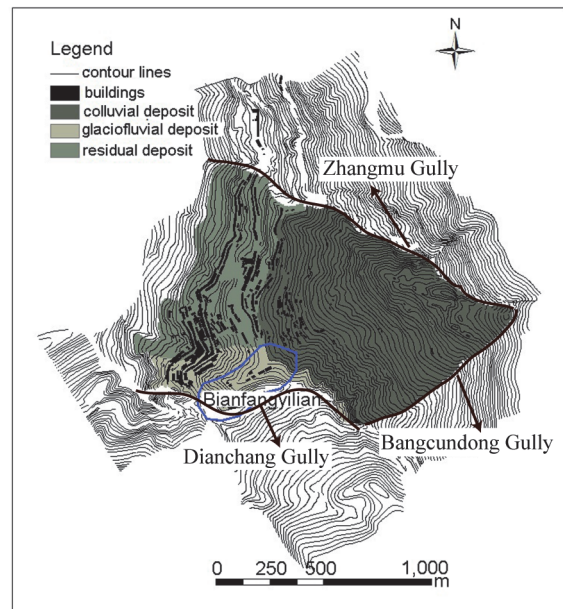 N
Legend
contour lines
buildings
colluvial deposit
glaciofluvial deposit
residual deposit
Zhangmu Gully
Bianfangyilian
Dianchang Gully
Bangcundong Gully
0 250 500 1,000
m